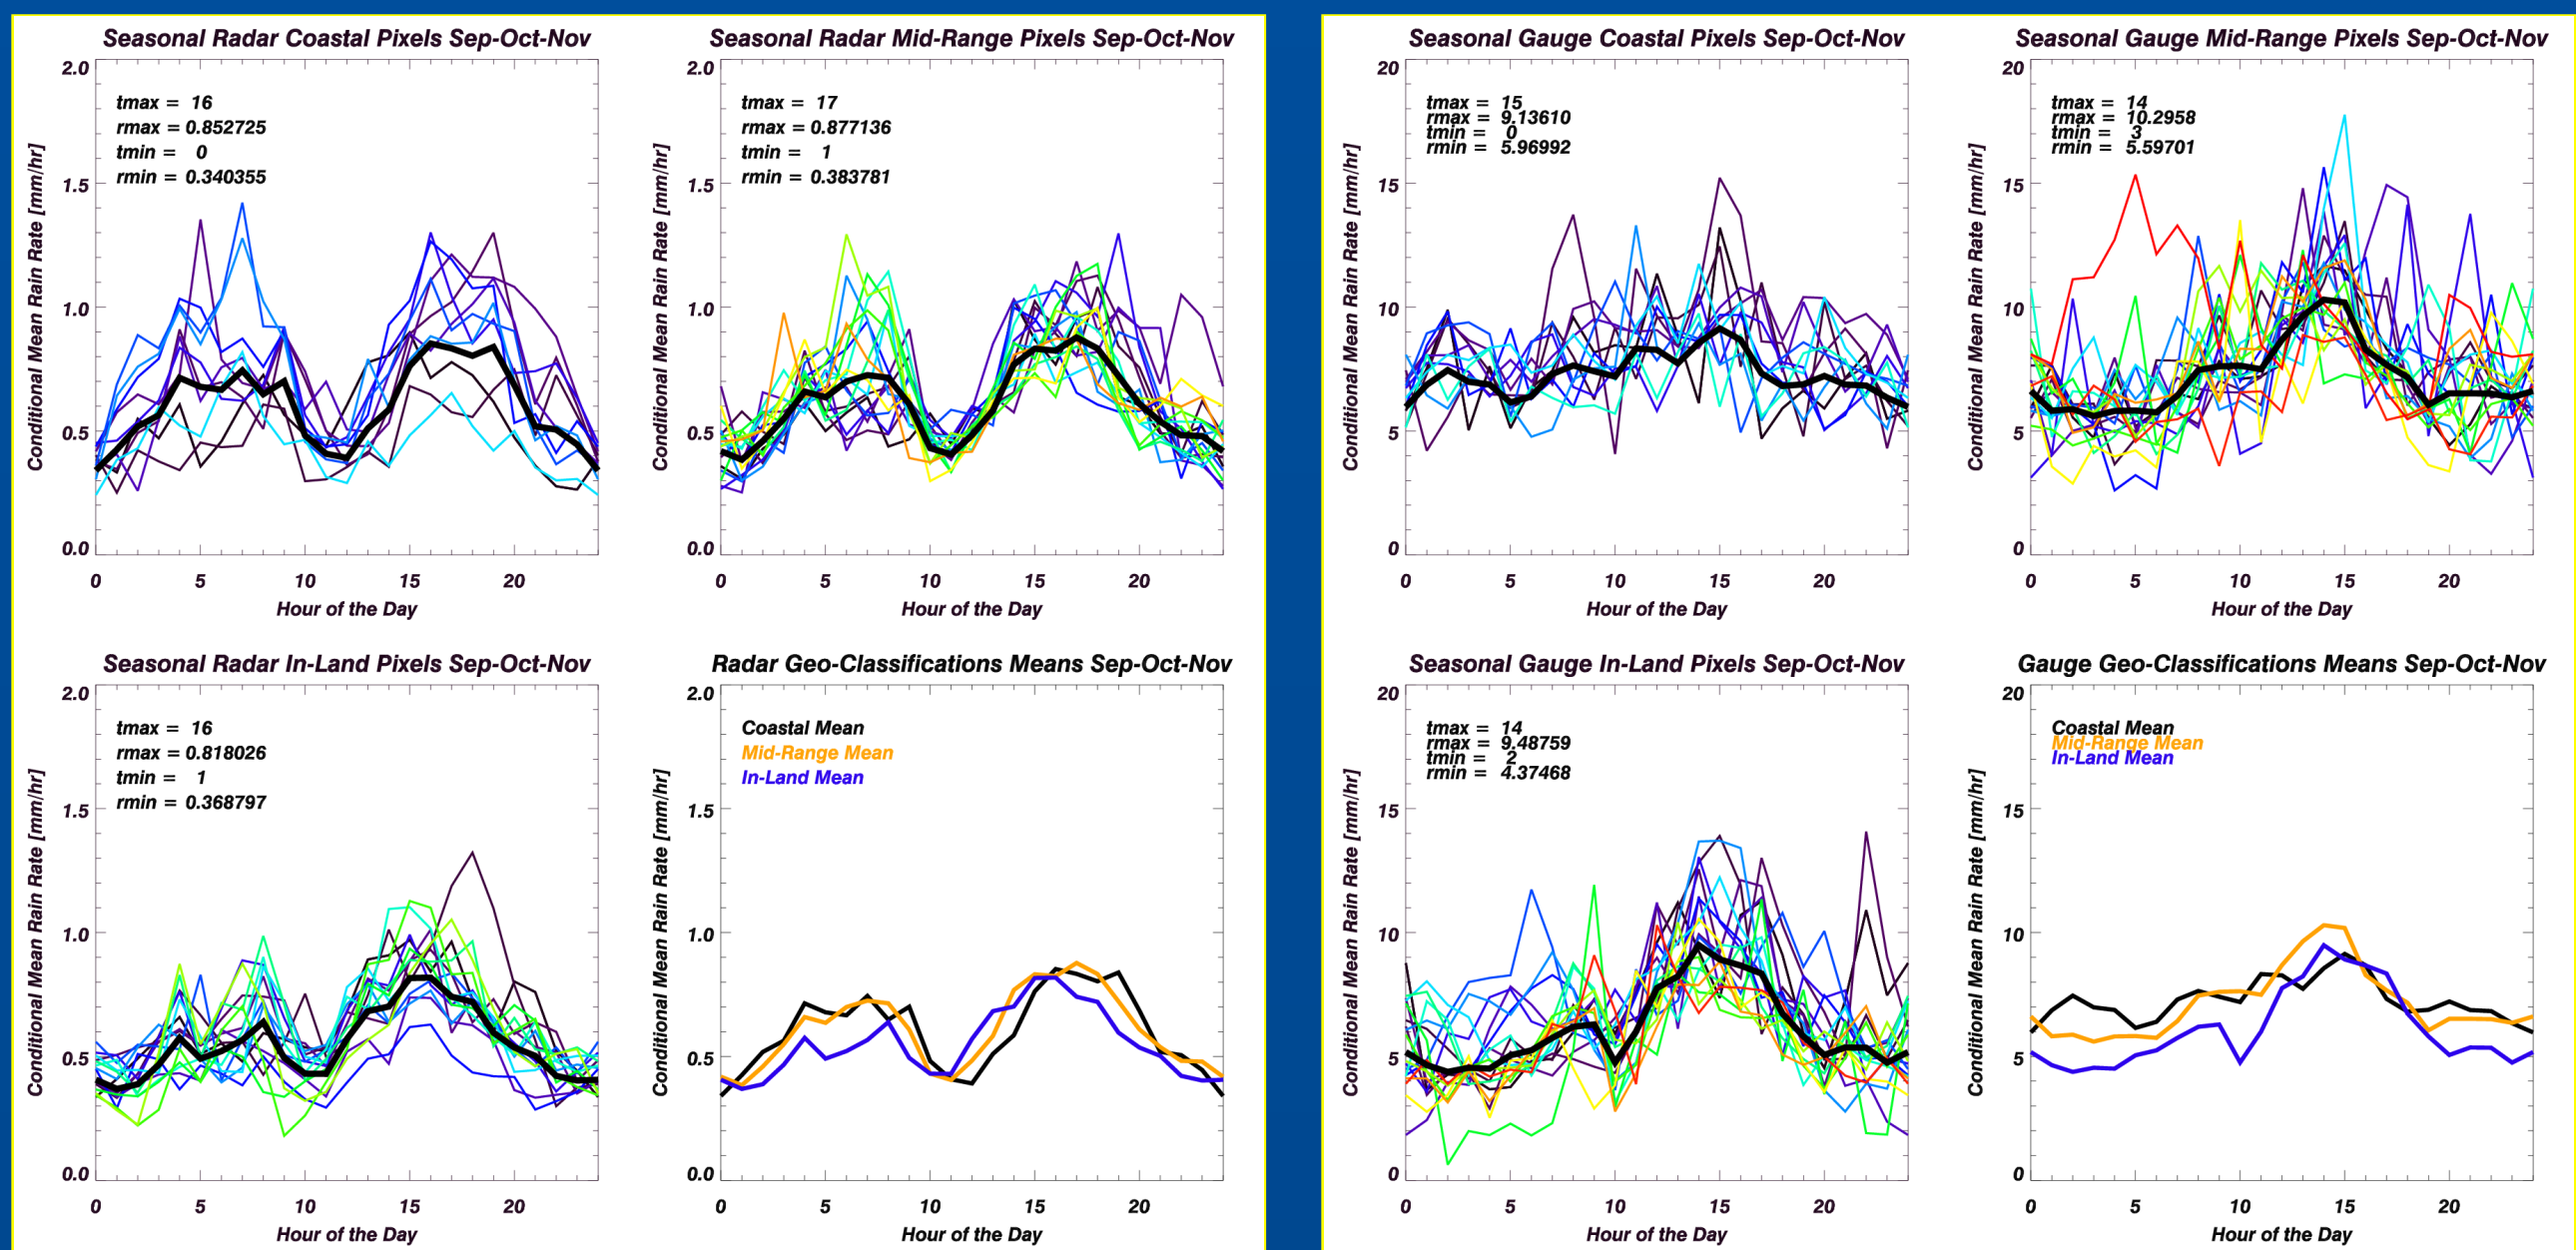 Seasonal Radar Coastal Pixels Sep-Oct-Nov
2.0
1.5
1.0
0.5
0.0
Conditional Mean Rain Rate [mm/hr]
tmax = 16
rmax = 0.852725
tmin = 0
rmin = 0.340355
0 5 10 15 20
Hour of the Day
Seasonal Radar Mid-Range Pixels Sep-Oct-Nov
2.0
1.5
1.0
0.5
0.0
Conditional Mean Rain Rate [mm/hr]
tmax = 17
rmax = 0.877136
tmin = 1
rmin = 0.383781
0 5 10 15 20
Hour of the Day
Seasonal Radar In-Land Pixels Sep-Oct-Nov
2.0
1.5
1.0
0.5
0.0
Conditional Mean Rain Rate [mm/hr]
tmax = 16
rmax = 0.818026
tmin = 1
rmin = 0.368797
0 5 10 15 20
Hour of the Day
Radar Geo-Classifications Means Sep-Oct-Nov
2.0
1.5
1.0
0.5
0.0
Conditional Mean Rain Rate [mm/hr]
Coastal Mean
Mid-Range Mean
In-Land Mean
0 5 10 15 20
Hour of the Day
Seasonal Gauge Coastal Pixels Sep-Oct-Nov
20
15
10
5
0
Conditional Mean Rain Rate [mm/hr]
tmax = 15
rmax = 9.13610
tmin = 0
rmin = 5.96992
0 5 10 15 20
Hour of the Day
Seasonal Gauge Mid-Range Pixels Sep-Oct-Nov
20
15
10
5
0
Conditional Mean Rain Rate [mm/hr]
tmax = 14
rmax = 10.2958
tmin = 3
rmin = 5.59701
0 5 10 15 20
Hour of the Day
Seasonal Gauge In-Land Pixels Sep-Oct-Nov
20
15
10
5
0
Conditional Mean Rain Rate [mm/hr]
tmax = 14
rmax = 9.48759
tmin = 2
rmin = 4.37468
0 5 10 15 20
Hour of the Day
Gauge Geo-Classifications Means Sep-Oct-Nov
20
15
10
5
0
Conditional Mean Rain Rate [mm/hr]
Coastal Mean
Mid-Range Mean
In-Land Mean
0 5 10 15 20
Hour of the Day